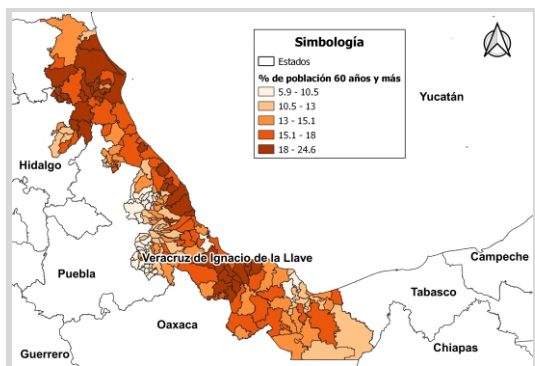 Simbología
Estados
% de población 60 años y más
5.9 - 10.5
10.5 - 13
13 - 15.1
15.1 - 18
18 - 24.6
Yucatán
Hidalgo
Veracruz de Ignacio de la Llave
Campeche
Puebla
Tabasco
Oaxaca
Chiapas
Guerrero